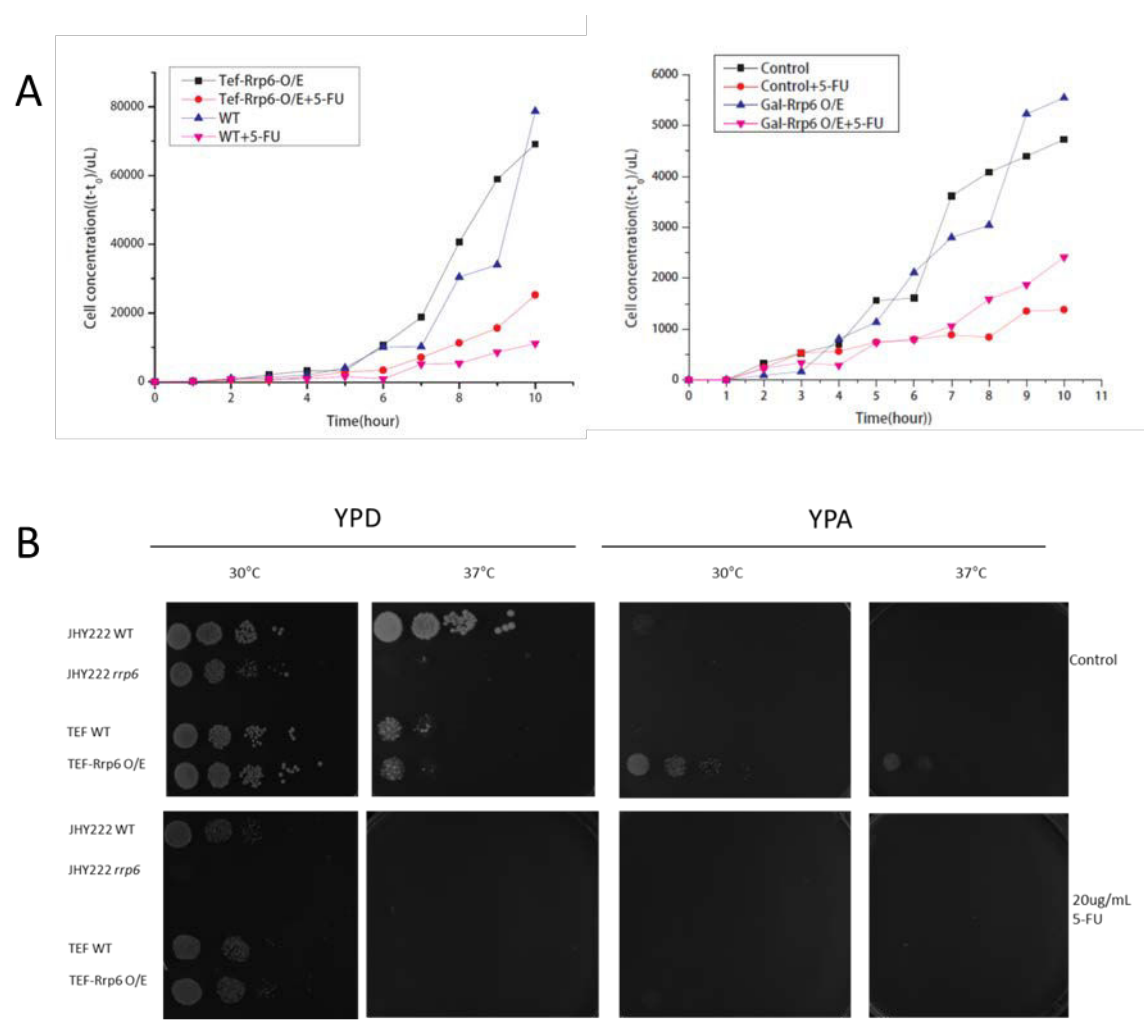 A
Tef-Rrp6-O/E
Tef-Rrp6-O/E+5-FU
WT
WT+5-FU
80000
60000
40000
20000
0
Cell concentration((t-t0)/uL)
0 2 4 6 8 10
Time(hour)
Control
Control+5-FU
Gal-Rrp6 O/E
Gal-Rrp6 O/E+5-FU
6000
5000
4000
3000
2000
1000
0
Cell concentration((t-t0)/uL)
0 1 2 3 4 5 6 7 8 9 10 11
Time(hour))
B
YPD YPA
30°C 37°C 30°C 37°C
JHY222 WT
JHY222 rrp6
TEF WT
TEF-Rrp6 O/E
Control
JHY222 WT
JHY222 rrp6
TEF WT
TEF-Rrp6 O/E
20ug/mL
5-FU